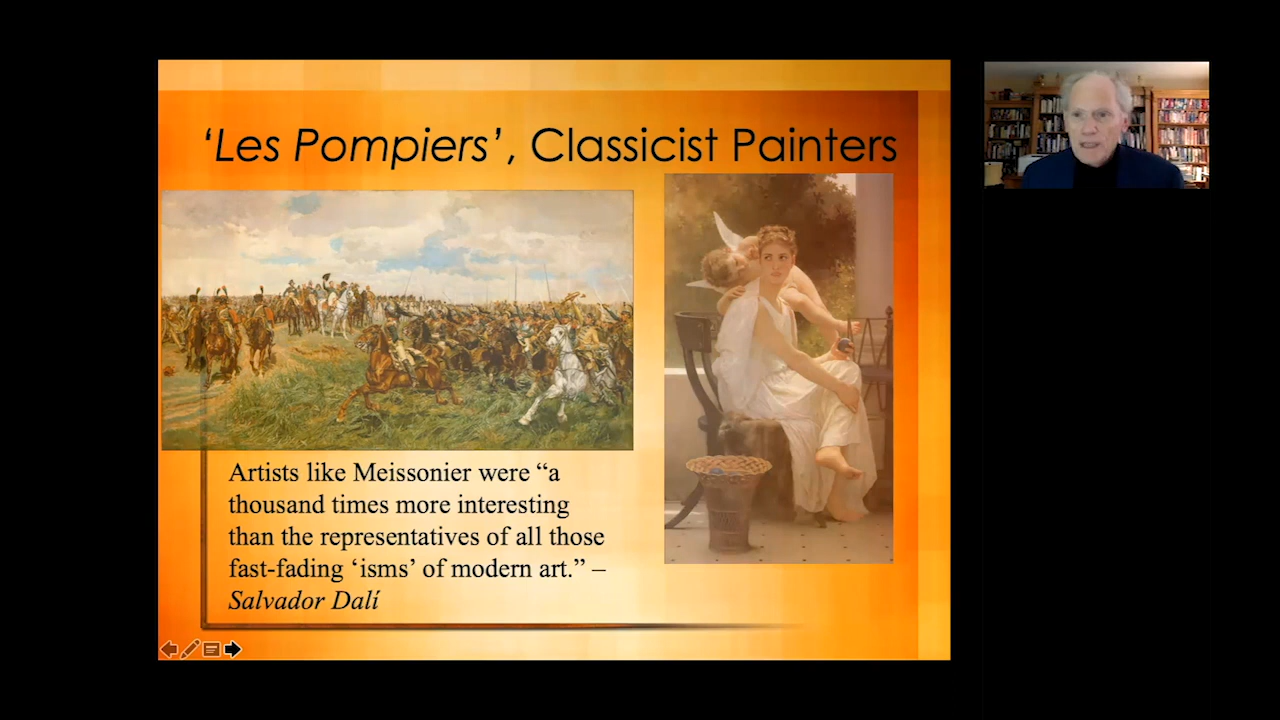 ‘Les Pompiers’, Classicist Painters
Artists like Meissonier were “a
thousand times more interesting
than the representatives of all those
fast-fading ‘isms’ of modern art.” –
Salvador Dalí